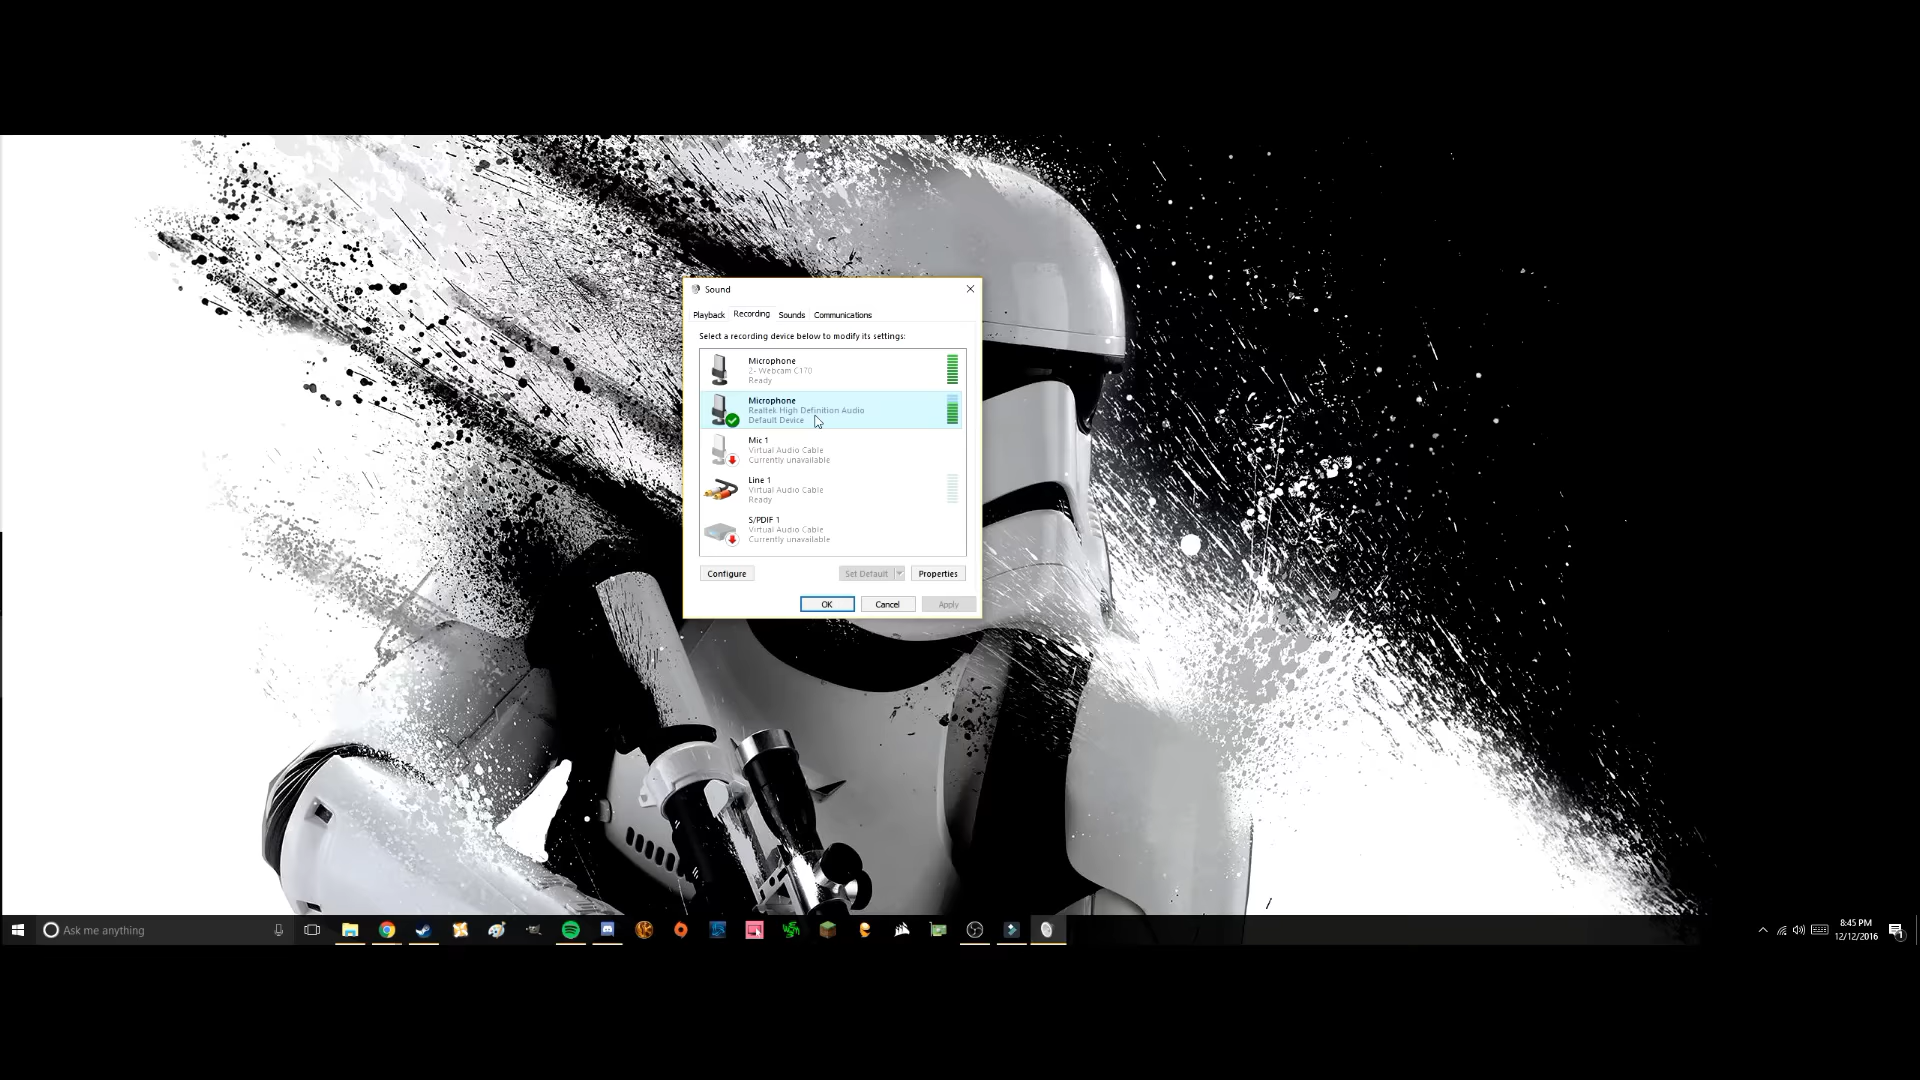 Sound
Playback
Recording
Sounds
Communications
Select a recording device below to modify its settings:
Microphone
2- Webcam C170
Ready
Microphone
Realtek High Definition Audio
Default Device
Mic 1
Virtual Audio Cable
Currently unavailable
Line 1
Virtual Audio Cable
Ready
S/PDIF 1
Virtual Audio Cable
Currently unavailable
Configure
Set Default
Properties
OK
Cancel
Apply
Ask me anything
8:45 PM
12/12/2016
1